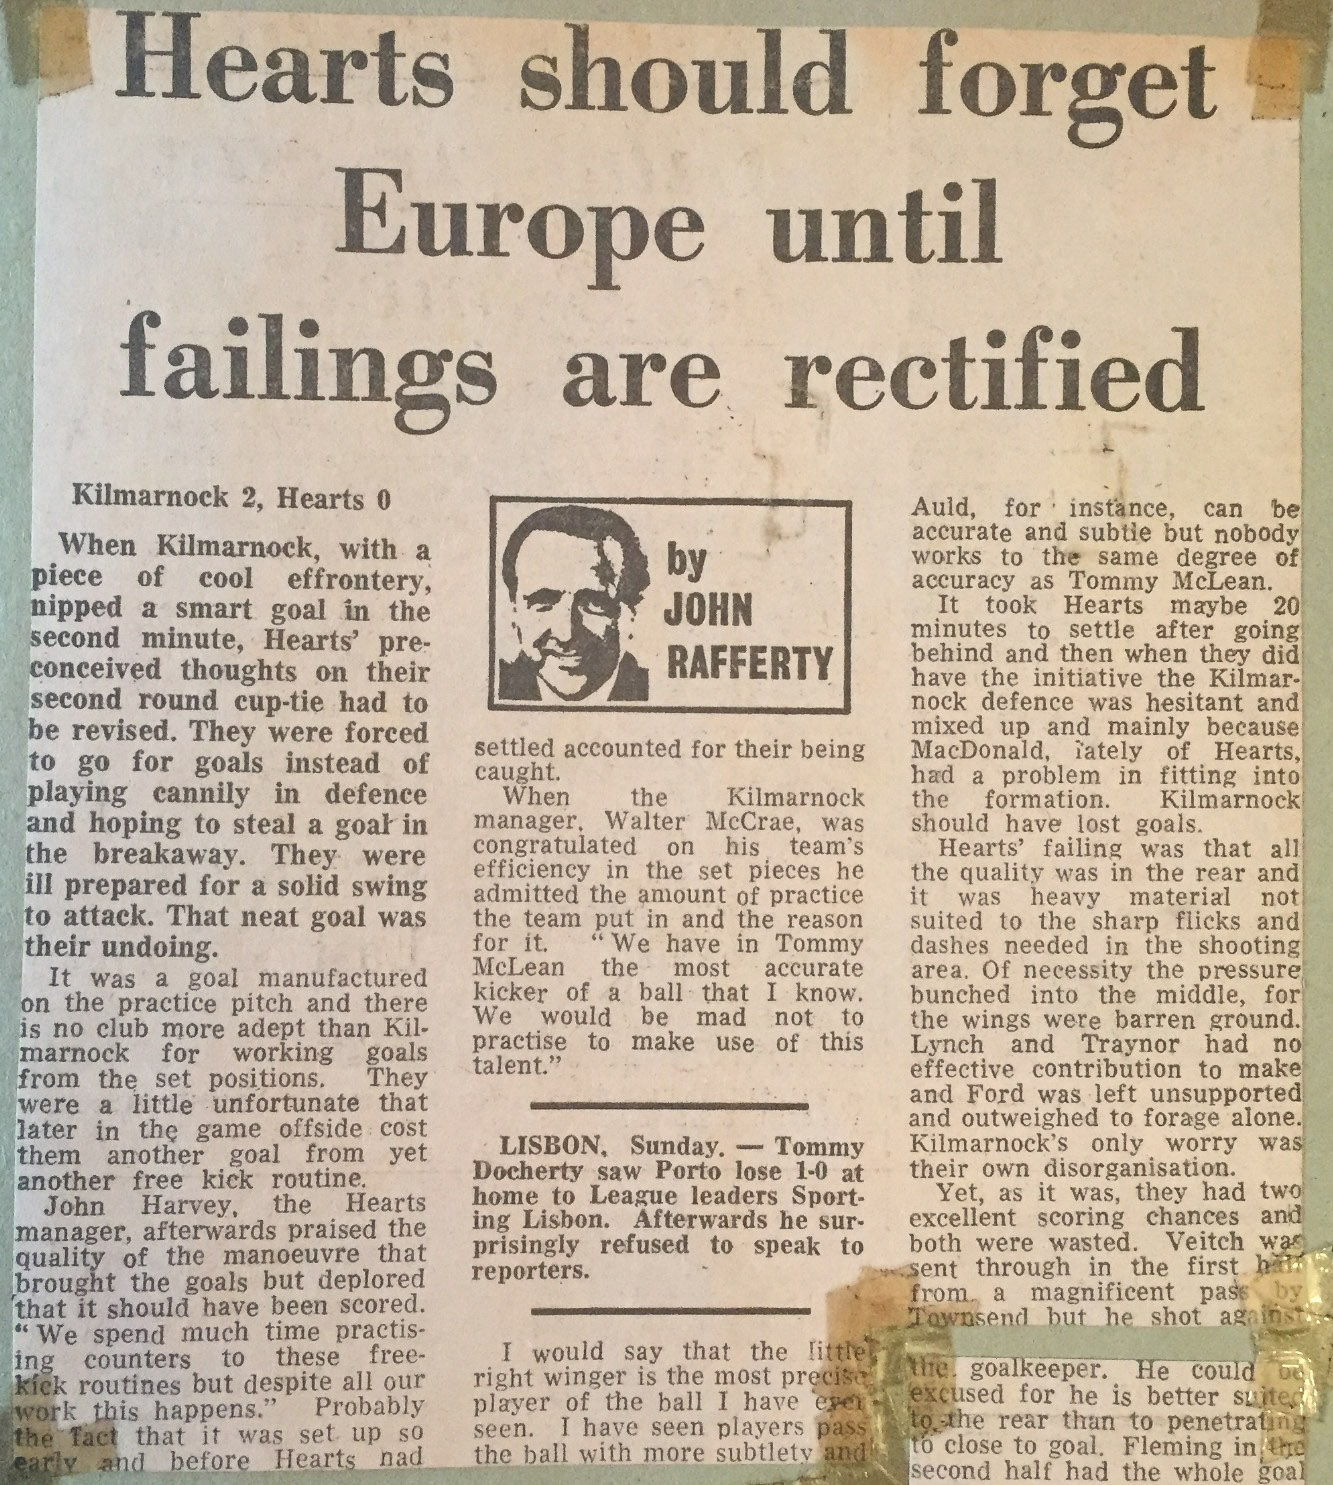 Hearts should forget
Europe until
failings are rectified
Kilmarnock 2, Hearts 0
When Kilmarnock, with a
piece of cool effrontery,
nipped a smart goal in the
second minute, Hearts' pre-
conceived thoughts on their
second round cup-tie had to
be revised. They were forced
to go for goals instead of
playing cannily in defence
and hoping to steal a goal in
the breakaway. They were
ill prepared for a solid swing
to attack. That neat goal was
their undoing.
It was a goal manufactured
on the practice pitch and there
is no club more adept than Kil-
marnock for working goals
from the set positions. They
were a little unfortunate that
later in the game offside cost
them another goal from yet
another free kick routine.
John Harvey, the Hearts
manager, afterwards praised the
quality of the manoeuvre that
brought the goals but deplored
that it should have been scored.
"We spend much time practis-
ing counters to these free-
kick routines but despite all our
work this happens." Probably
the fact that it was set up so
early and before Hearts had
by
JOHN
RAFFERTY
settled accounted for their being
caught.
When the Kilmarnock
manager, Walter McCrae, was
congratulated on his team's
efficiency in the set pieces he
admitted the amount of practice
the team put in and the reason
for it. "We have in Tommy
McLean the most accurate
kicker of a ball that I know.
We would be mad not to
practise to make use of this
talent."
LISBON, Sunday. — Tommy
Docherty saw Porto lose 1-0 at
home to League leaders Sport-
ing Lisbon. Afterwards he sur-
prisingly refused to speak to
reporters.
I would say that the little
right winger is the most precise
player of the ball I have ever
seen. I have seen players pass
the ball with more subtlety and
Auld, for instance, can be
accurate and subtle but nobody
works to the same degree of
accuracy as Tommy McLean.
It took Hearts maybe 20
minutes to settle after going
behind and then when they did
have the initiative the Kilmar-
nock defence was hesitant and
mixed up and mainly because
MacDonald, lately of Hearts,
had a problem in fitting into
the formation. Kilmarnock
should have lost goals.
Hearts' failing was that all
the quality was in the rear and
it was heavy material not
suited to the sharp flicks and
dashes needed in the shooting
area. Of necessity the pressure
bunched into the middle, for
the wings were barren ground.
Lynch and Traynor had no
effective contribution to make
and Ford was left unsupported
and outweighed to forage alone.
Kilmarnock's only worry was
their own disorganisation.
Yet, as it was, they had two
excellent scoring chances and
both were wasted. Veitch was
sent through in the first half
from a magnificent pass by
Townsend but he shot against
the goalkeeper. He could be
excused for he is better suited
to the rear than to penetrating
to close to goal. Fleming in the
second half had the whole goal